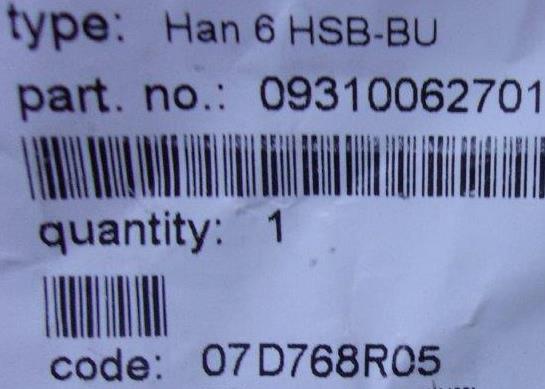 type: Han 6 HSB-BU
part. no.: 09310062701
quantity: 1
code: 07D768R05